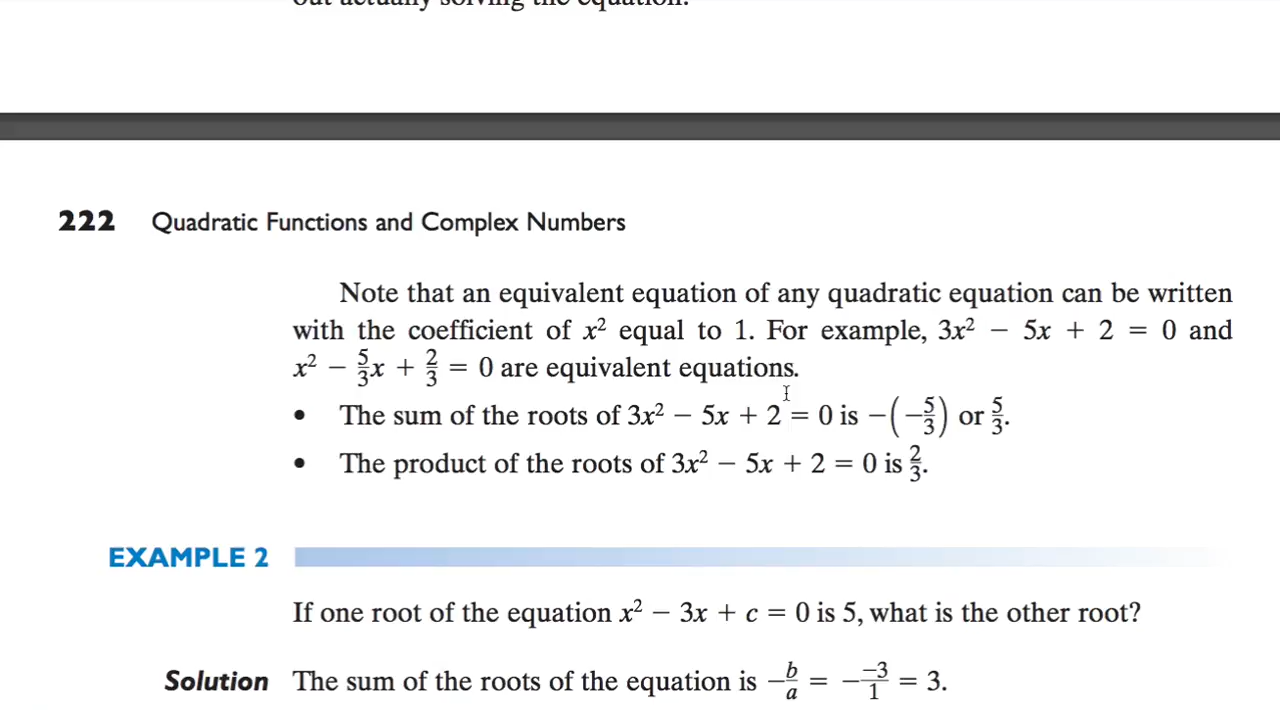 out actually solving the equation.
222 Quadratic Functions and Complex Numbers
Note that an equivalent equation of any quadratic equation can be written
with the coefficient of x² equal to 1. For example, 3x² − 5x + 2 = 0 and
x² − 5/3x + 2/3 = 0 are equivalent equations.
• The sum of the roots of 3x² − 5x + 2 = 0 is −(−5/3) or 5/3.
• The product of the roots of 3x² − 5x + 2 = 0 is 2/3.
EXAMPLE 2
If one root of the equation x² − 3x + c = 0 is 5, what is the other root?
Solution The sum of the roots of the equation is −b/a = −−3/1 = 3.